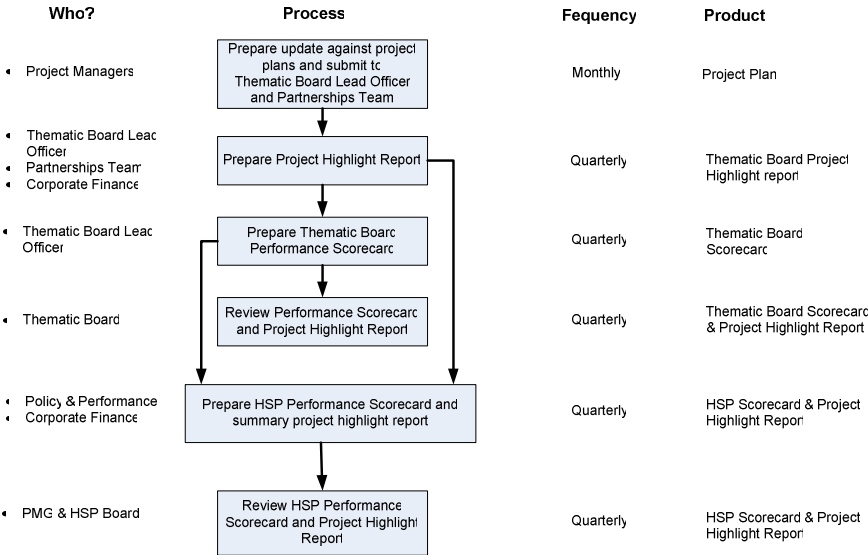 Who?
Process
Fequency
Product
• Project Managers
Prepare update against project
plans and submit to
Thematic Board Lead Officer
and Partnerships Team
Monthly
Project Plan
• Thematic Board Lead
Officer
• Partnerships Team
• Corporate Finance
Prepare Project Highlight Report
Quarterly
Thematic Board Project
Highlight report
• Thematic Board Lead
Officer
Prepare Thematic Board
Performance Scorecard
Quarterly
Thematic Board
Scorecard
• Thematic Board
Review Performance Scorecard
and Project Highlight Report
Quarterly
Thematic Board Scorecard
& Project Highlight Report
• Policy & Performance
• Corporate Finance
Prepare HSP Performance Scorecard and
summary project highlight report
Quarterly
HSP Scorecard & Project
Highlight Report
• PMG & HSP Board
Review HSP Performance
Scorecard and Project Highlight
Report
Quarterly
HSP Scorecard & Project
Highlight Report